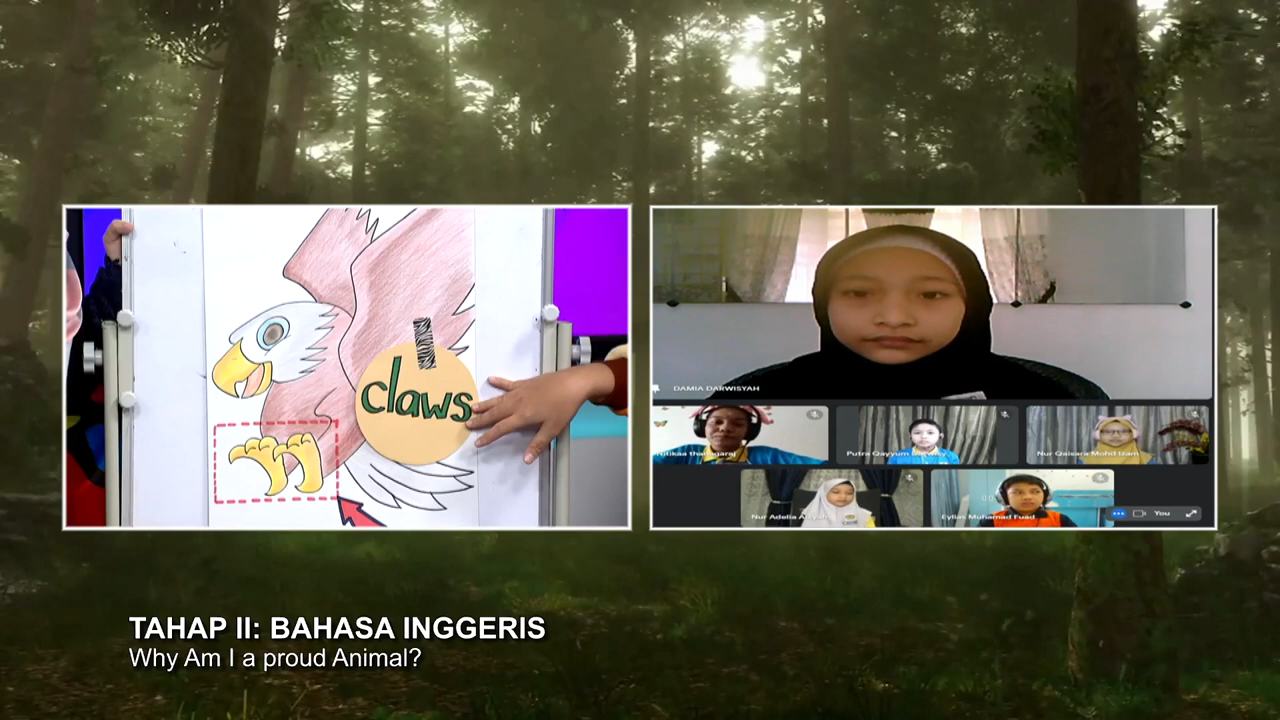 claws
DAMIA DARWISYAH
Putra Qayyum
Nur Qaisara Mohd Izam
Nur Adelia
Eylias Muhamad Fuad
You
TAHAP II: BAHASA INGGERIS
Why Am I a proud Animal?